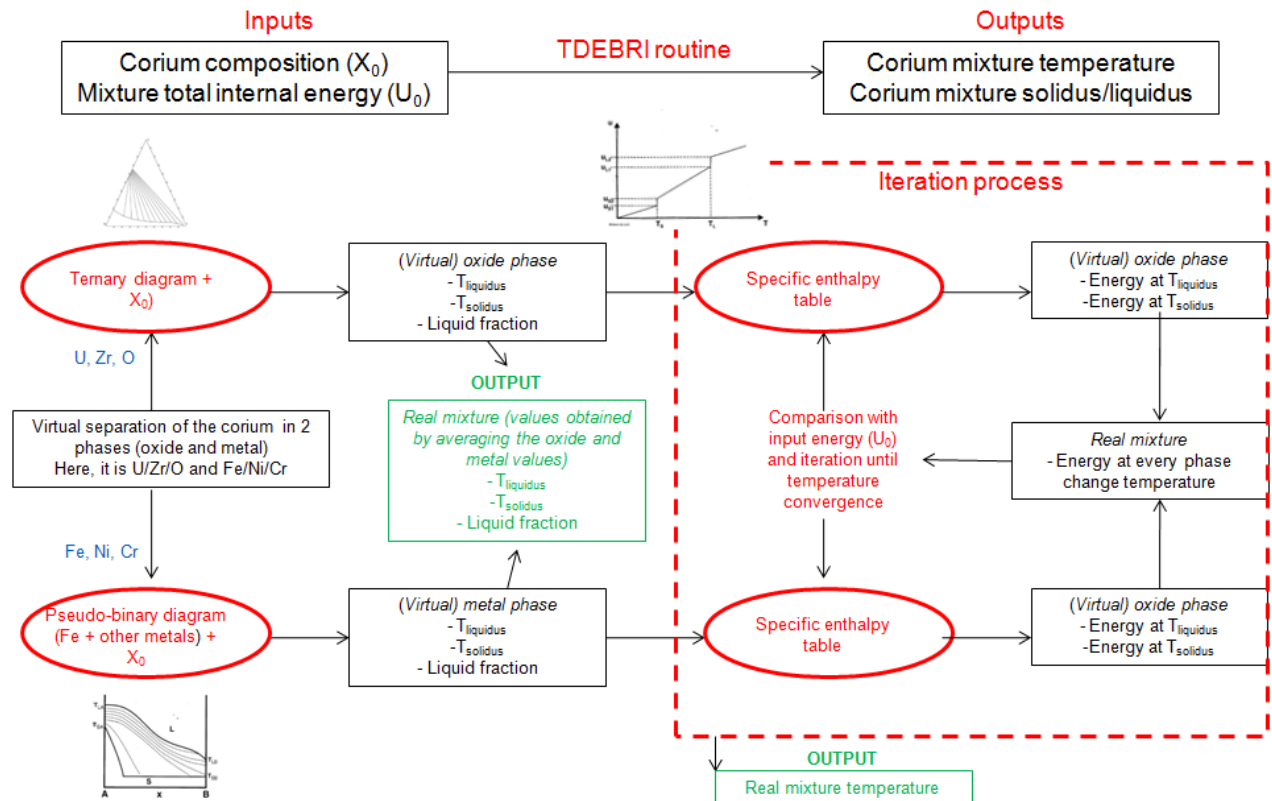 Inputs
Outputs
Corium composition (X₀)
Mixture total internal energy (U₀)
TDEBRI routine
Corium mixture temperature
Corium mixture solidus/liquidus
U
T
Iteration process
Ternary diagram +
X₀)
(Virtual) oxide phase
- Tliquidus
-Tsolidus
- Liquid fraction
Specific enthalpy
table
(Virtual) oxide phase
- Energy at Tliquidus
-Energy at Tsolidus
U, Zr, O
OUTPUT
Virtual separation of the corium in 2
phases (oxide and metal)
Here, it is U/Zr/O and Fe/Ni/Cr
Real mixture (values obtained
by averaging the oxide and
metal values)
- Tliquidus
-Tsolidus
- Liquid fraction
Comparison with
input energy (U₀)
and iteration until
temperature
convergence
Real mixture
- Energy at every phase
change temperature
Fe, Ni, Cr
Pseudo-binary diagram
(Fe + other metals) +
X₀
(Virtual) metal phase
- Tliquidus
-Tsolidus
- Liquid fraction
Specific enthalpy
table
(Virtual) oxide phase
- Energy at Tliquidus
-Energy at Tsolidus
L
S
A
x
B
OUTPUT
Real mixture temperature